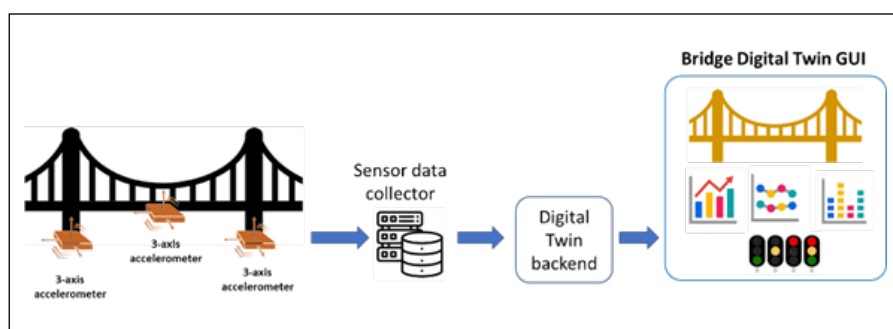 Bridge Digital Twin GUI
Sensor data
collector
3-axis
accelerometer
3-axis
accelerometer
3-axis
accelerometer
Digital
Twin
backend